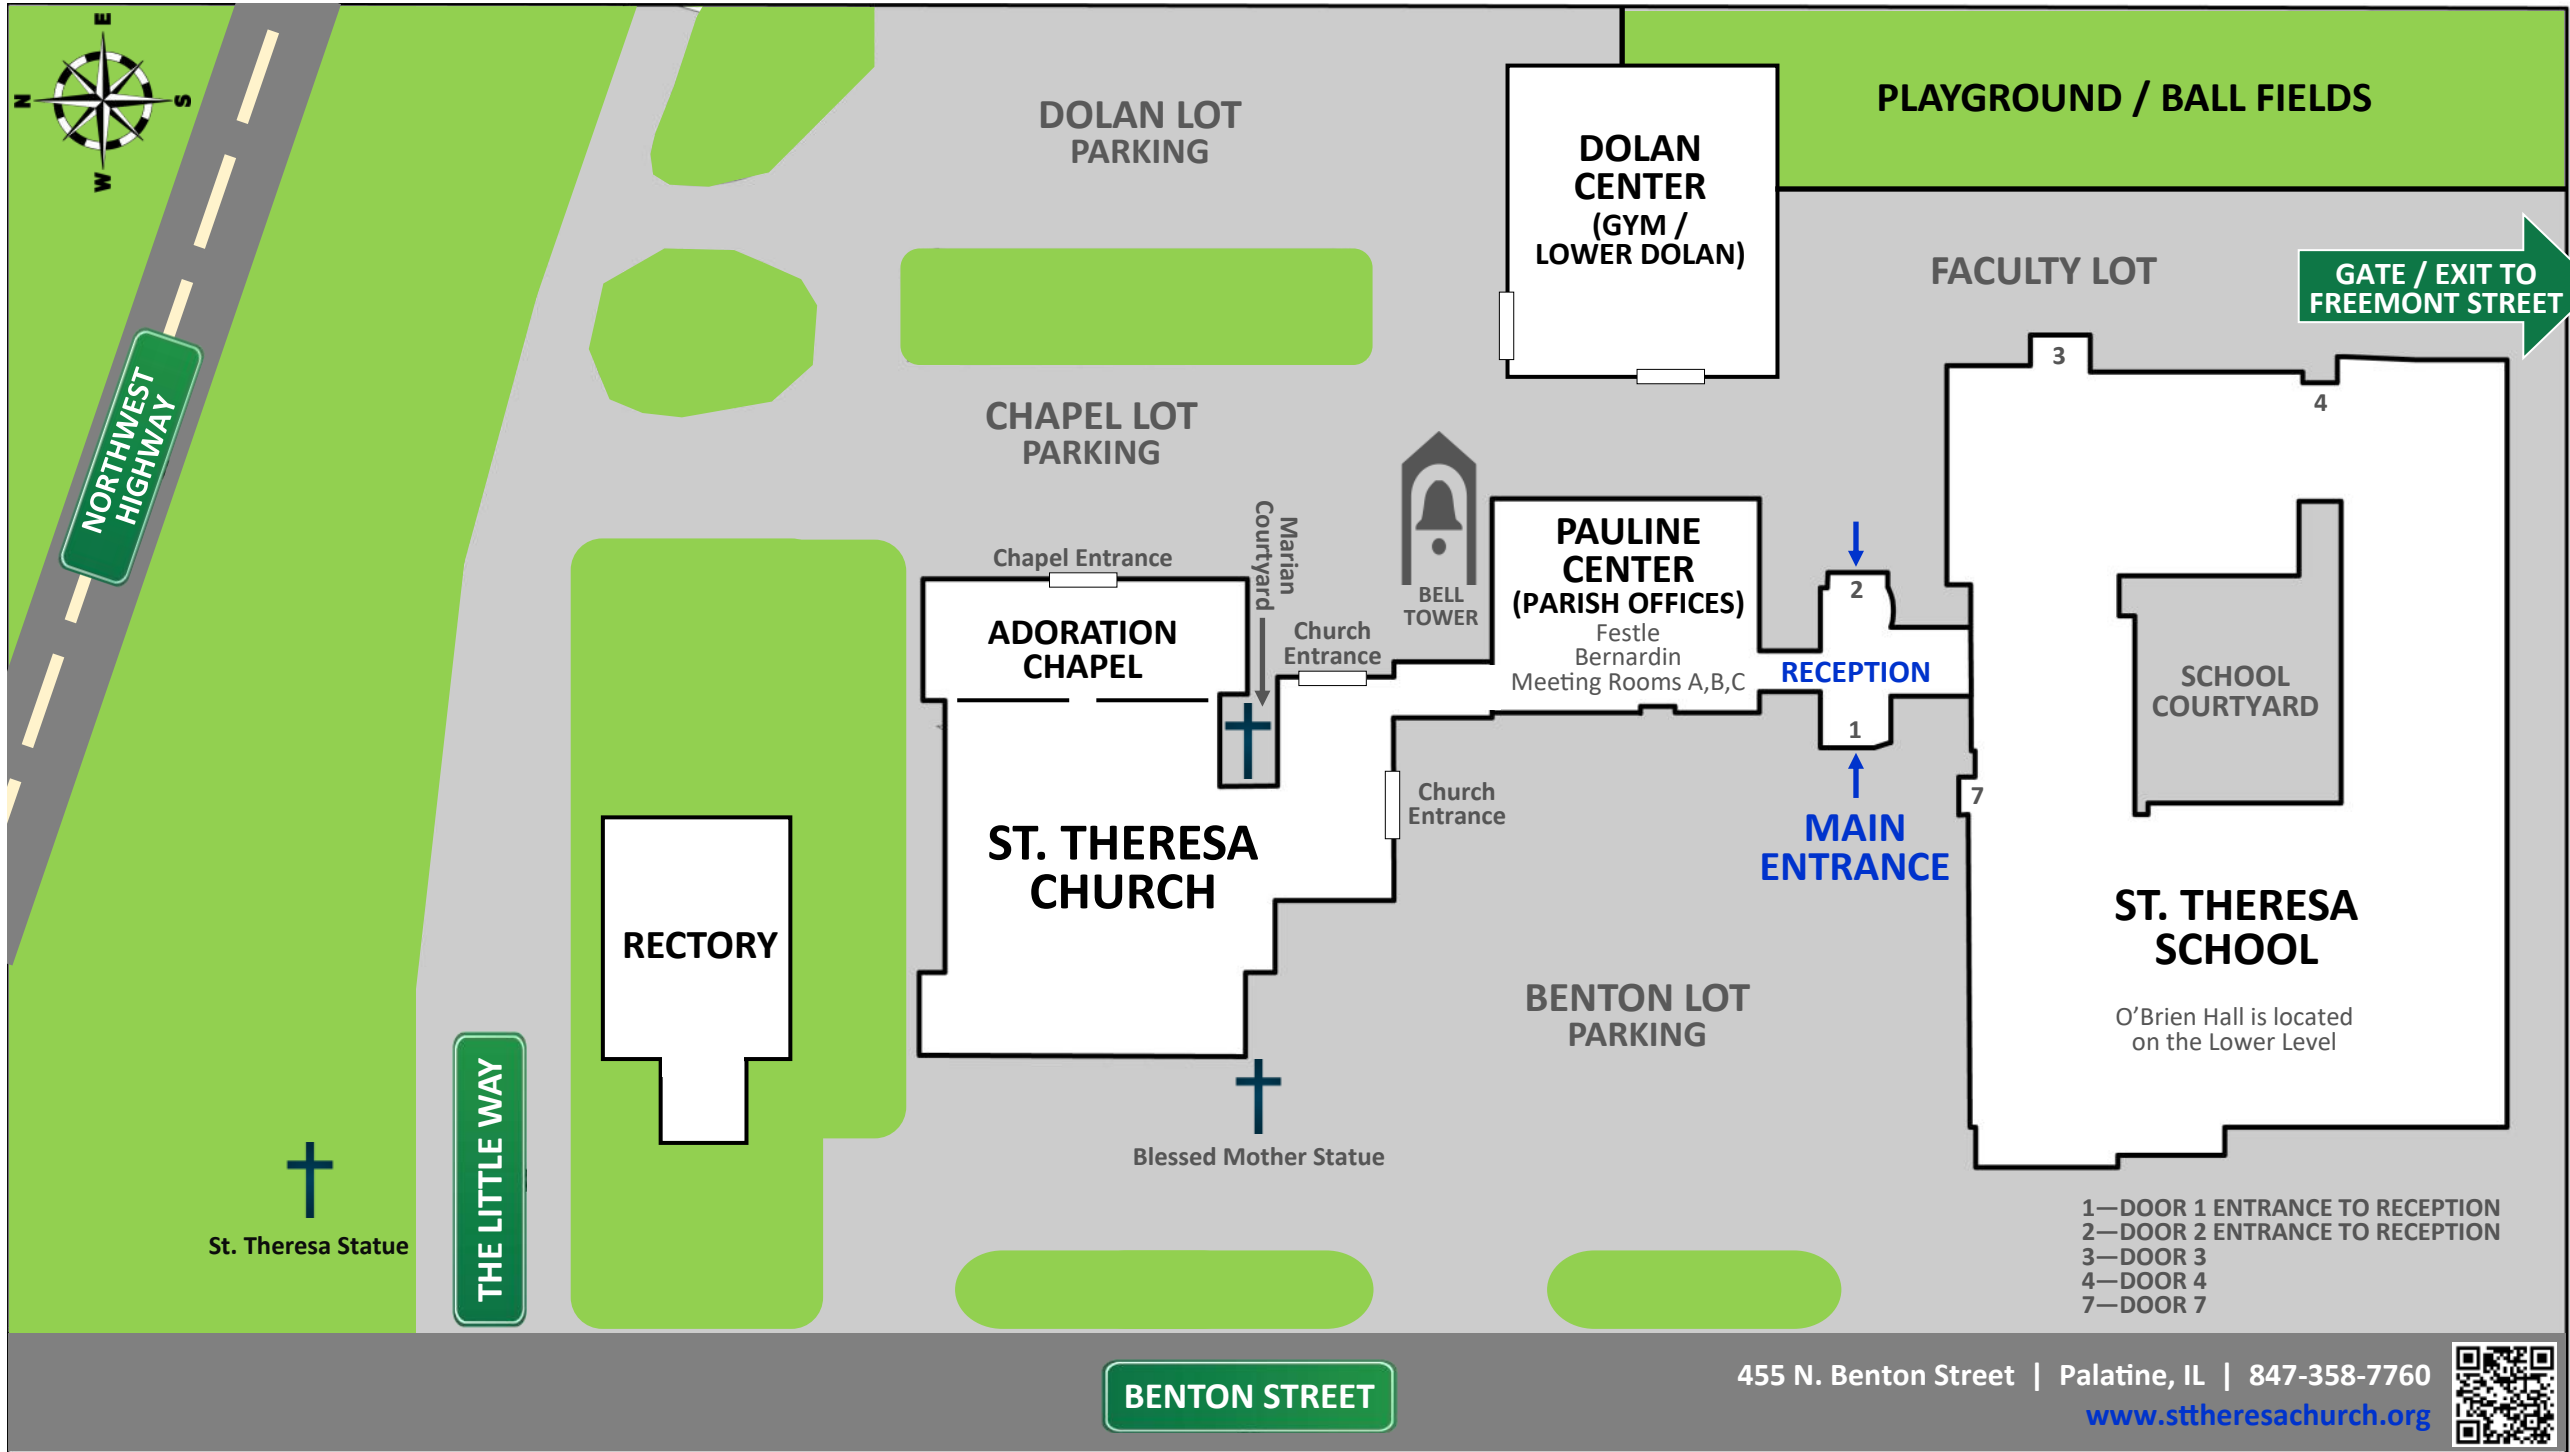 E
N
S
W
NORTHWEST
HIGHWAY
DOLAN LOT
PARKING
DOLAN
CENTER
(GYM /
LOWER DOLAN)
PLAYGROUND / BALL FIELDS
FACULTY LOT
GATE / EXIT TO
FREEMONT STREET
CHAPEL LOT
PARKING
Chapel Entrance
Marian
Courtyard
ADORATION
CHAPEL
Church
Entrance
BELL
TOWER
PAULINE
CENTER
(PARISH OFFICES)
Festle
Bernardin
Meeting Rooms A,B,C
2
RECEPTION
1
MAIN
ENTRANCE
3
4
7
SCHOOL
COURTYARD
Church
Entrance
ST. THERESA
CHURCH
RECTORY
ST. THERESA
SCHOOL
O’Brien Hall is located
on the Lower Level
BENTON LOT
PARKING
Blessed Mother Statue
St. Theresa Statue
THE LITTLE WAY
1—DOOR 1 ENTRANCE TO RECEPTION
2—DOOR 2 ENTRANCE TO RECEPTION
3—DOOR 3
4—DOOR 4
7—DOOR 7
BENTON STREET
455 N. Benton Street | Palatine, IL | 847-358-7760
www.sttheresachurch.org